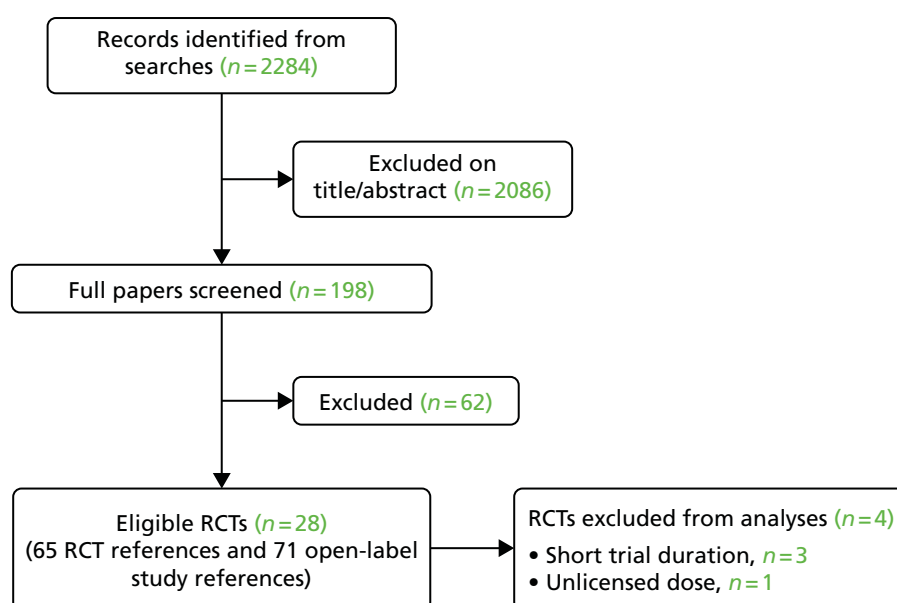 Records identified from
searches (n=2284)
Excluded on
title/abstract (n=2086)
Full papers screened (n=198)
Excluded (n=62)
Eligible RCTs (n=28)
(65 RCT references and 71 open-label
study references)
RCTs excluded from analyses (n=4)
• Short trial duration, n=3
• Unlicensed dose, n=1